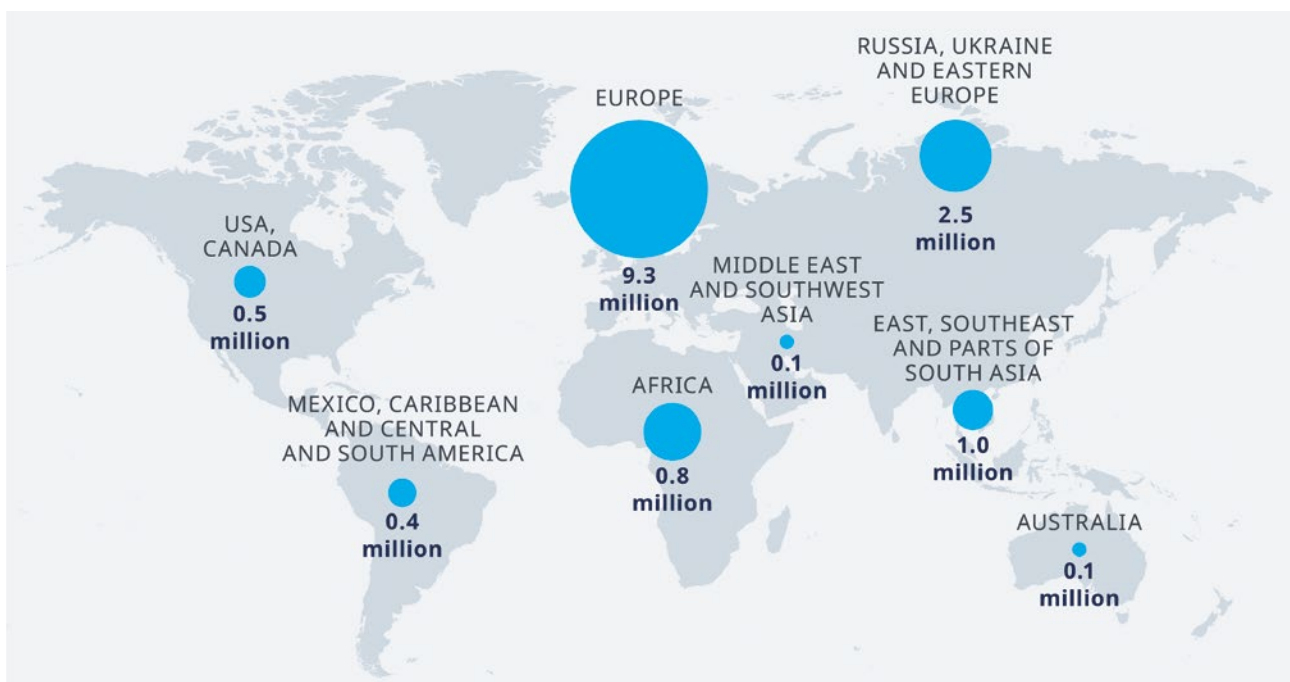 RUSSIA, UKRAINE
AND EASTERN
EUROPE
2.5
million
EUROPE
9.3
million
USA,
CANADA
0.5
million
MIDDLE EAST
AND SOUTHWEST
ASIA
0.1
million
EAST, SOUTHEAST
AND PARTS OF
SOUTH ASIA
1.0
million
AFRICA
0.8
million
MEXICO, CARIBBEAN
AND CENTRAL
AND SOUTH AMERICA
0.4
million
AUSTRALIA
0.1
million